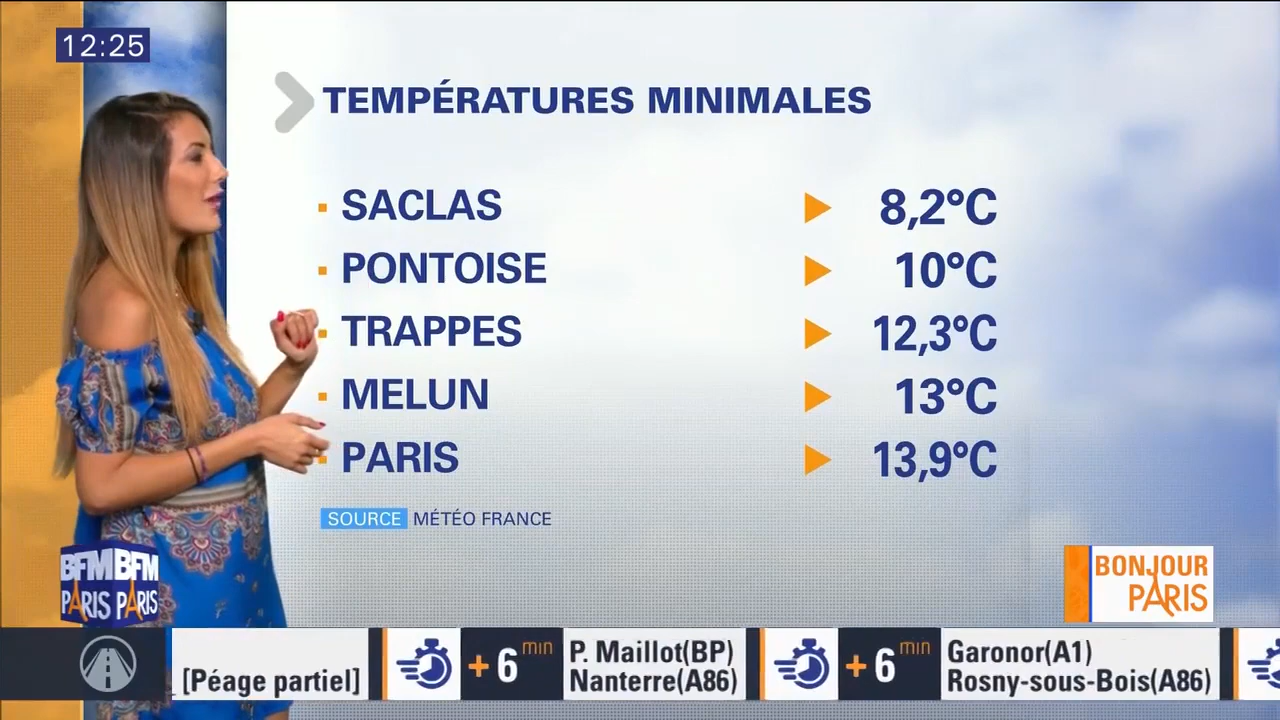 12:25
TEMPÉRATURES MINIMALES
SACLAS 8,2°C
PONTOISE 10°C
TRAPPES 12,3°C
MELUN 13°C
PARIS 13,9°C
SOURCE MÉTÉO FRANCE
BFM BFM
PARIS PARIS
BONJOUR
PARIS
[Péage partiel]
+6 min
P. Maillot(BP)
Nanterre(A86)
+6 min
Garonor(A1)
Rosny-sous-Bois(A86)